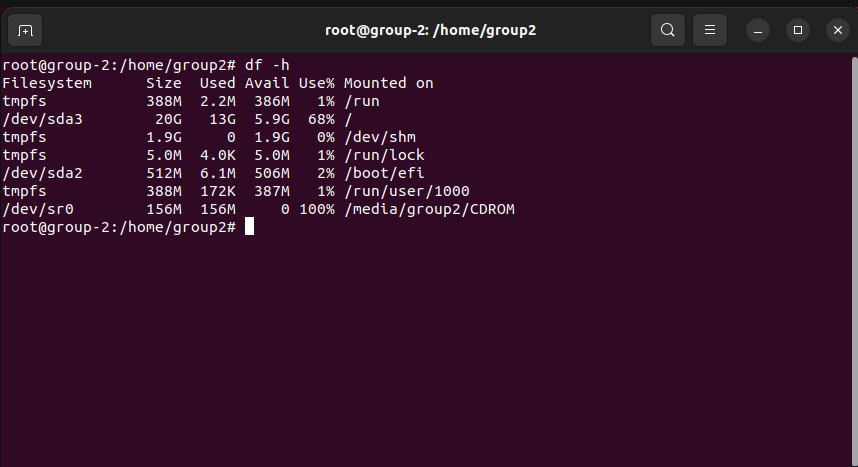 root@group-2: /home/group2
root@group-2:/home/group2# df -h
Filesystem      Size  Used Avail Use% Mounted on
tmpfs           388M  2.2M  386M   1% /run
/dev/sda3        20G   13G  5.9G  68% /
tmpfs           1.9G     0  1.9G   0% /dev/shm
tmpfs           5.0M  4.0K  5.0M   1% /run/lock
/dev/sda2       512M  6.1M  506M   2% /boot/efi
tmpfs           388M  172K  387M   1% /run/user/1000
/dev/sr0        156M  156M     0 100% /media/group2/CDROM
root@group-2:/home/group2#